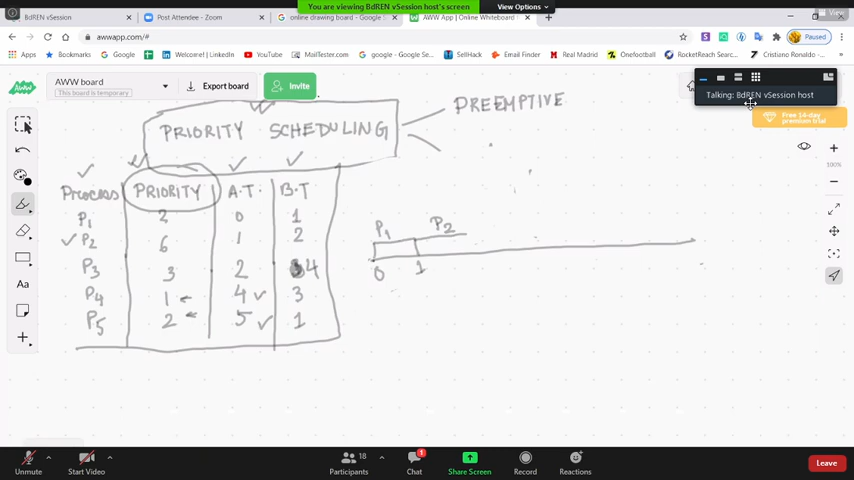 You are viewing BdREN vSession host's screen
View Options
BdREN vSession
Post Attendee - Zoom
online drawing board - Google S
AWW App | Online Whiteboard
View
awwapp.com/#
Paused
Apps
Bookmarks
Google
Welcome! | LinkedIn
YouTube
MailTester.com
google - Google Se...
SellHack
Email Finder
Real Madrid
Onefootball
RocketReach Search...
Cristiano Ronaldo...
AWW board
This board is temporary
Export board
Invite
Talking: BdREN vSession host
Free 14-day
premium trial
100%
Aa
PRIORITY SCHEDULING
PREEMPTIVE
Process PRIORITY A.T. B.T
P1 2 0 1
P2 6 1 2
P3 3 2 4
P4 1 4 3
P5 2 5 1
P1 P2
0 1
Unmute
Start Video
Participants
18
Chat
1
Share Screen
Record
Reactions
Leave